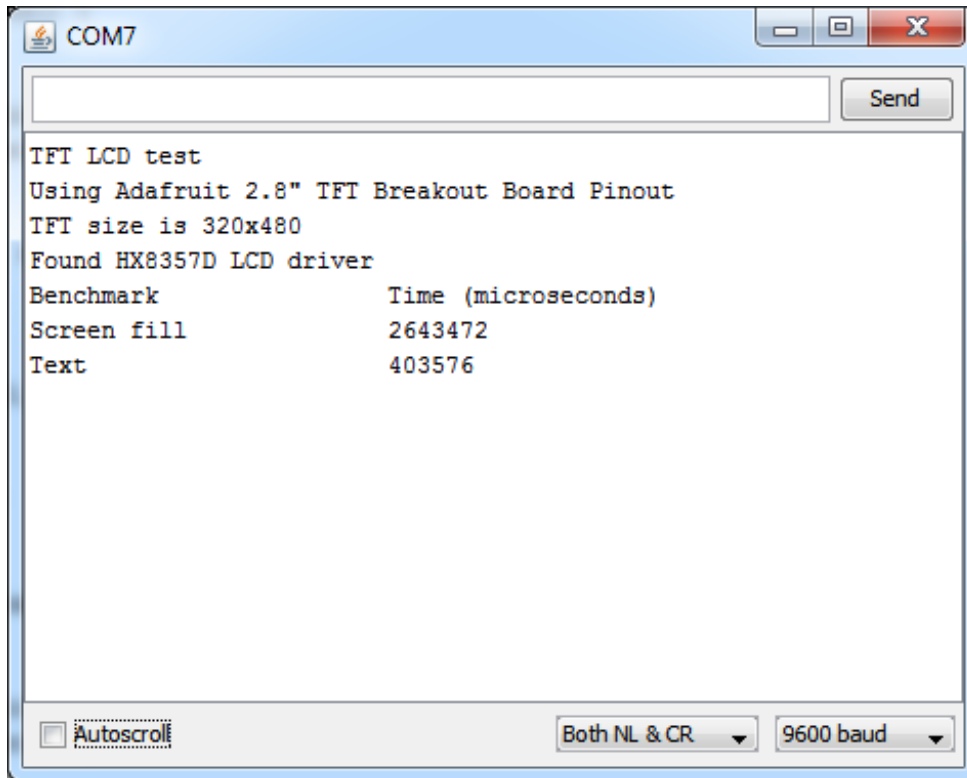 COM7
Send
TFT LCD test
Using Adafruit 2.8" TFT Breakout Board Pinout
TFT size is 320x480
Found HX8357D LCD driver
Benchmark Time (microseconds)
Screen fill 2643472
Text 403576
Autoscroll Both NL & CR 9600 baud